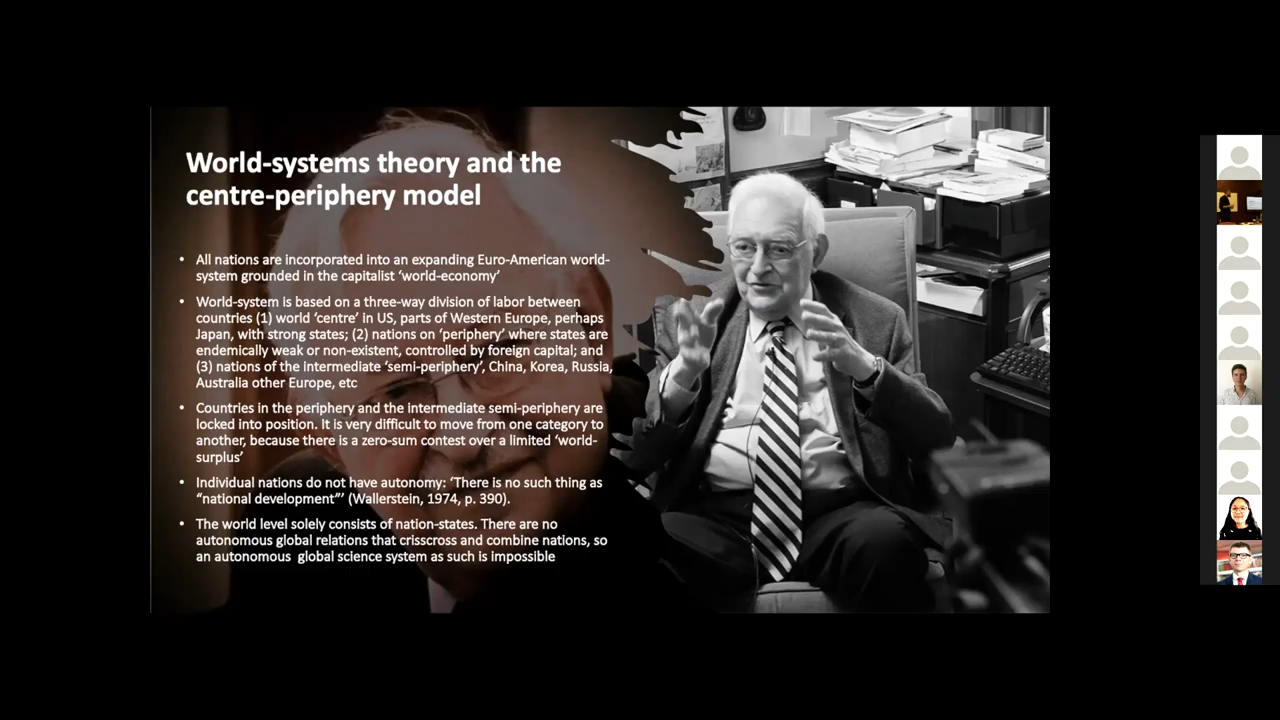 World-systems theory and the
centre-periphery model
• All nations are incorporated into an expanding Euro-American world-
system grounded in the capitalist ‘world-economy’
• World-system is based on a three-way division of labor between
countries (1) world ‘centre’ in US, parts of Western Europe, perhaps
Japan, with strong states; (2) nations on ‘periphery’ where states are
endemically weak or non-existent, controlled by foreign capital; and
(3) nations of the intermediate ‘semi-periphery’, China, Korea, Russia,
Australia other Europe, etc
• Countries in the periphery and the intermediate semi-periphery are
locked into position. It is very difficult to move from one category to
another, because there is a zero-sum contest over a limited ‘world-
surplus’
• Individual nations do not have autonomy: ‘There is no such thing as
“national development”’ (Wallerstein, 1974, p. 390).
• The world level solely consists of nation-states. There are no
autonomous global relations that crisscross and combine nations, so
an autonomous global science system as such is impossible